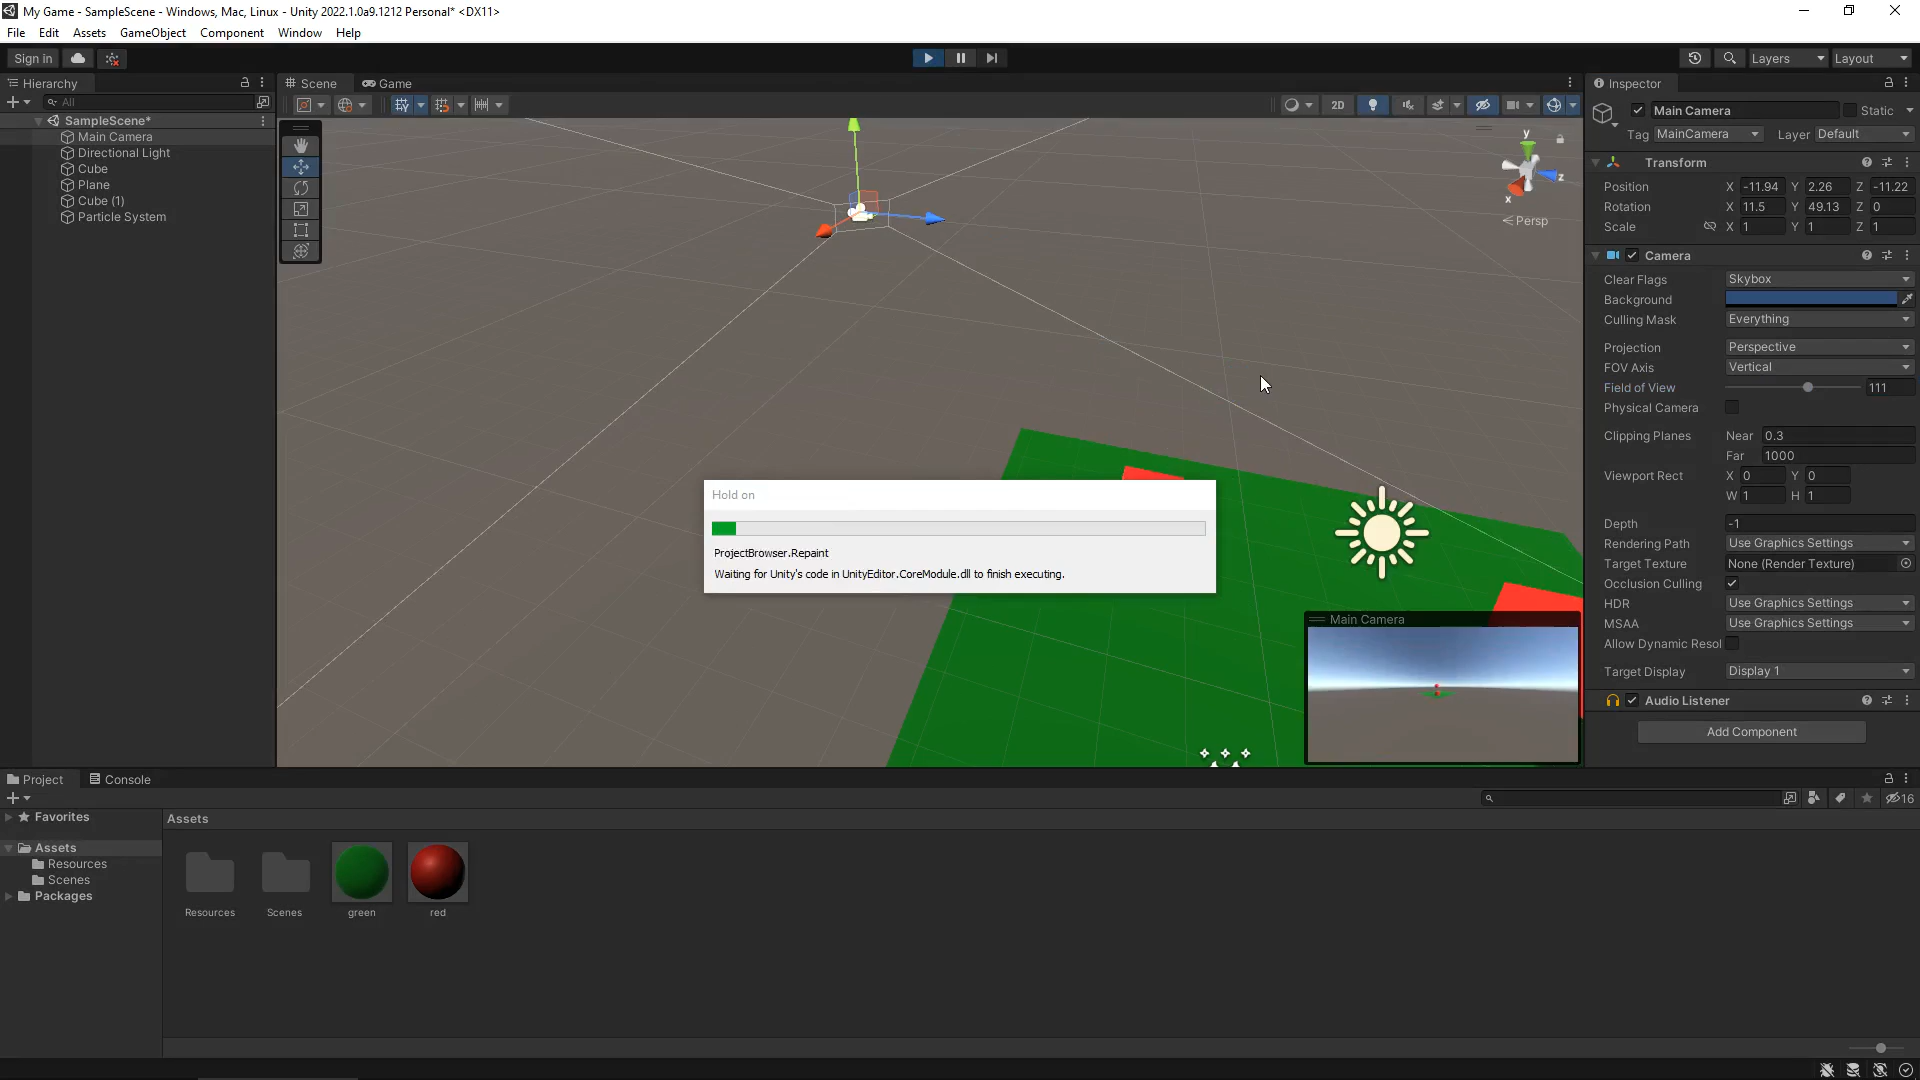 My Game - SampleScene - Windows, Mac, Linux - Unity 2022.1.0a9.1212 Personal* <DX11>
File Edit Assets GameObject Component Window Help
Sign in
Layers Layout
Hierarchy
All
SampleScene*
Main Camera
Directional Light
Cube
Plane
Cube (1)
Particle System
Scene Game
2D
y
z
x
Persp
Hold on
ProjectBrowser.Repaint
Waiting for Unity's code in UnityEditor.CoreModule.dll to finish executing.
Main Camera
Inspector
Main Camera Static
Tag MainCamera Layer Default
Transform
Position X -11.94 Y 2.26 Z -11.22
Rotation X 11.5 Y 49.13 Z 0
Scale X 1 Y 1 Z 1
Camera
Clear Flags Skybox
Background
Culling Mask Everything
Projection Perspective
FOV Axis Vertical
Field of View 111
Physical Camera
Clipping Planes Near 0.3
Far 1000
Viewport Rect X 0 Y 0
W 1 H 1
Depth -1
Rendering Path Use Graphics Settings
Target Texture None (Render Texture)
Occlusion Culling
HDR Use Graphics Settings
MSAA Use Graphics Settings
Allow Dynamic Resol
Target Display Display 1
Audio Listener
Add Component
Project Console
16
Favorites
Assets
Resources
Scenes
Packages
Assets
Resources Scenes green red